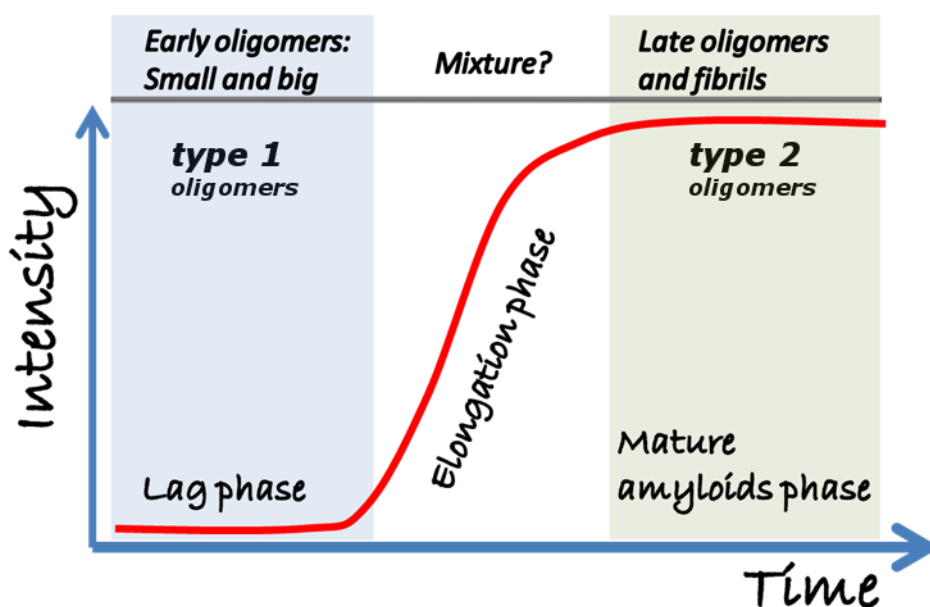 Early oligomers:
Small and big
Mixture?
Late oligomers
and fibrils
type 1
oligomers
type 2
oligomers
Intensity
Elongation phase
Lag phase
Mature
amyloids phase
Time